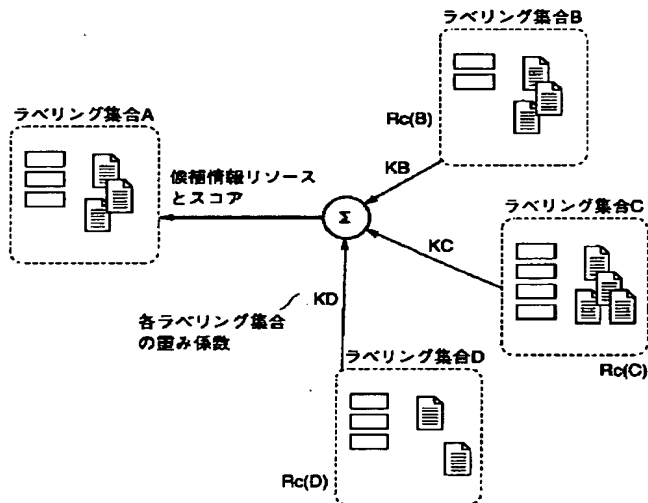 ラベリング集合B
Rc(B)
ラベリング集合A
KB
候補情報リソース
とスコア
Σ
ラベリング集合C
KC
KD
各ラベリング集合
の重み係数
ラベリング集合D
Rc(C)
Rc(D)